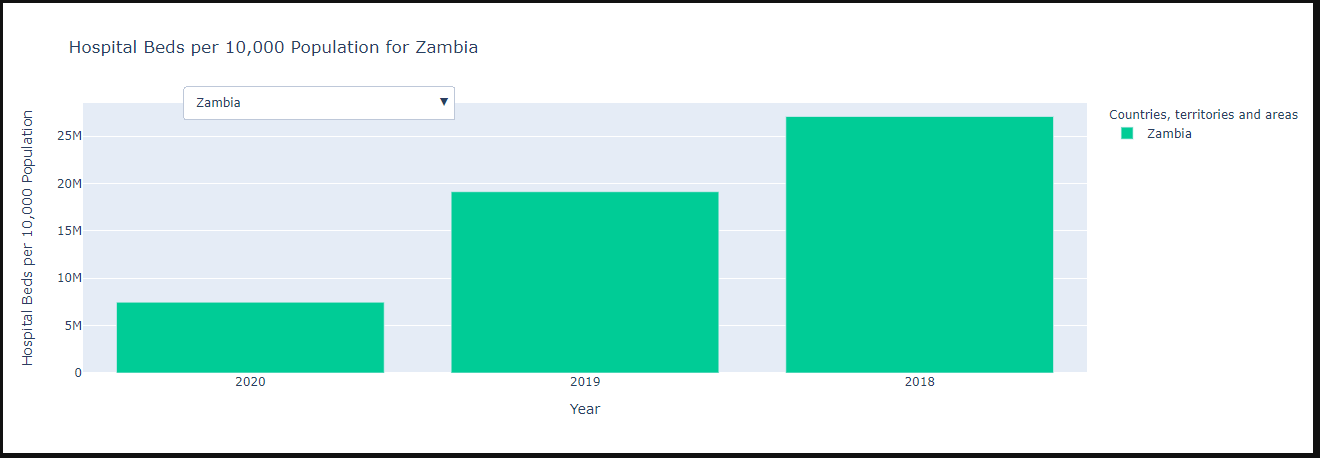 Hospital Beds per 10,000 Population for Zambia
Zambia
▼
Hospital Beds per 10,000 Population
25M
20M
15M
10M
5M
0
2020
2019
2018
Year
Countries, territories and areas
Zambia